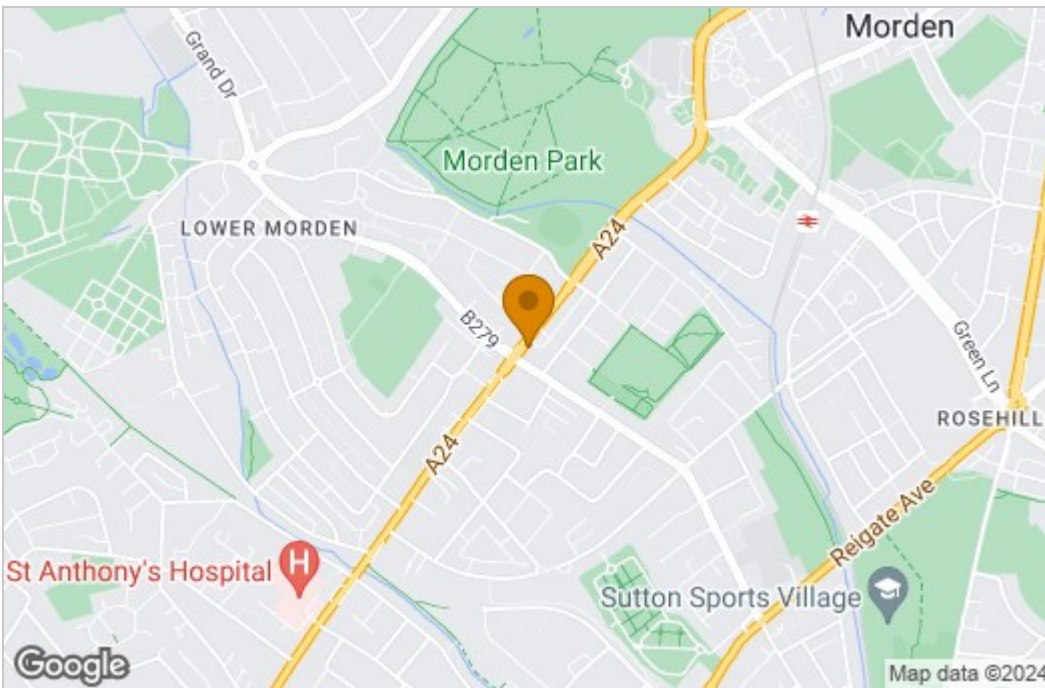 Morden
Grand Dr
Morden Park
LOWER MORDEN
A24
B279
Green Ln
ROSEHILL
A24
Reigate Ave
St Anthony's Hospital
H
Sutton Sports Village
Google
Map data ©2024